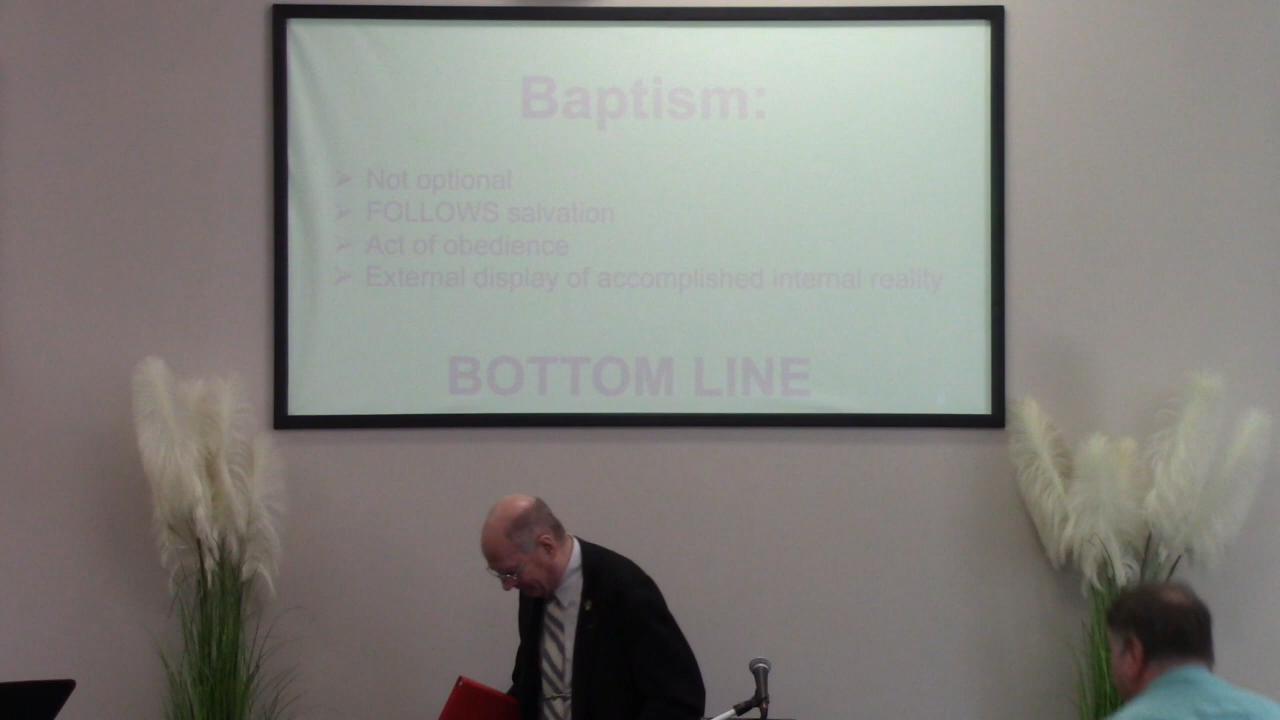 Baptism:
➢ Not optional
➢ FOLLOWS salvation
➢ Act of obedience
➢ External display of accomplished internal reality
BOTTOM LINE